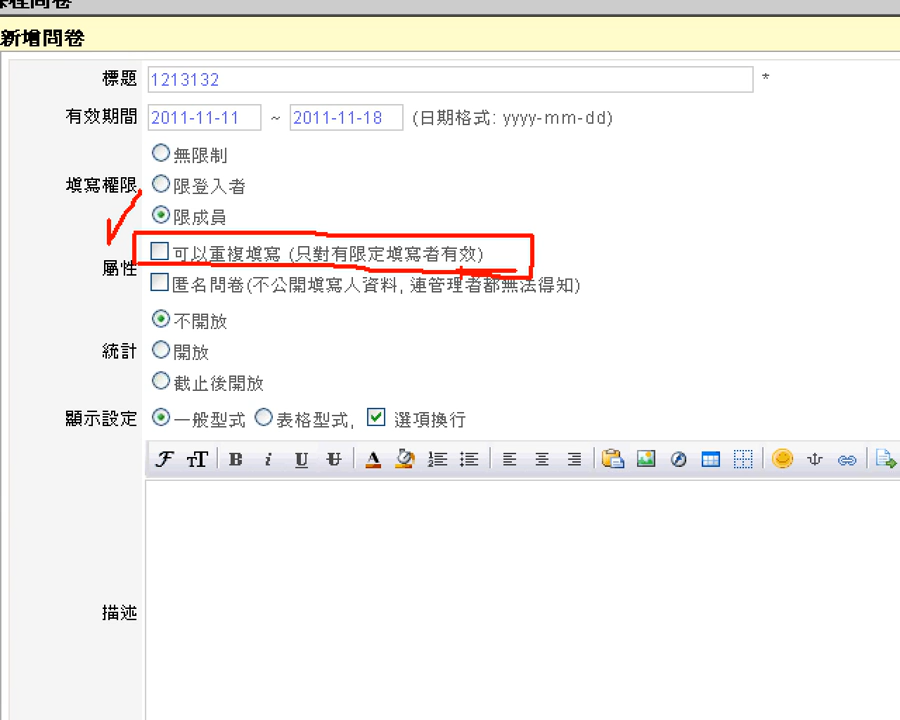 課程問卷
新增問卷
標題 1213132 *
有效期間 2011-11-11 ~ 2011-11-18 (日期格式: yyyy-mm-dd)
無限制
填寫權限 限登入者
限成員
可以重複填寫 (只對有限定填寫者有效)
屬性
匿名問卷(不公開填寫人資料, 連管理者都無法得知)
不開放
統計 開放
截止後開放
顯示設定 一般型式 表格型式, 選項換行
F TT B i U U A
描述